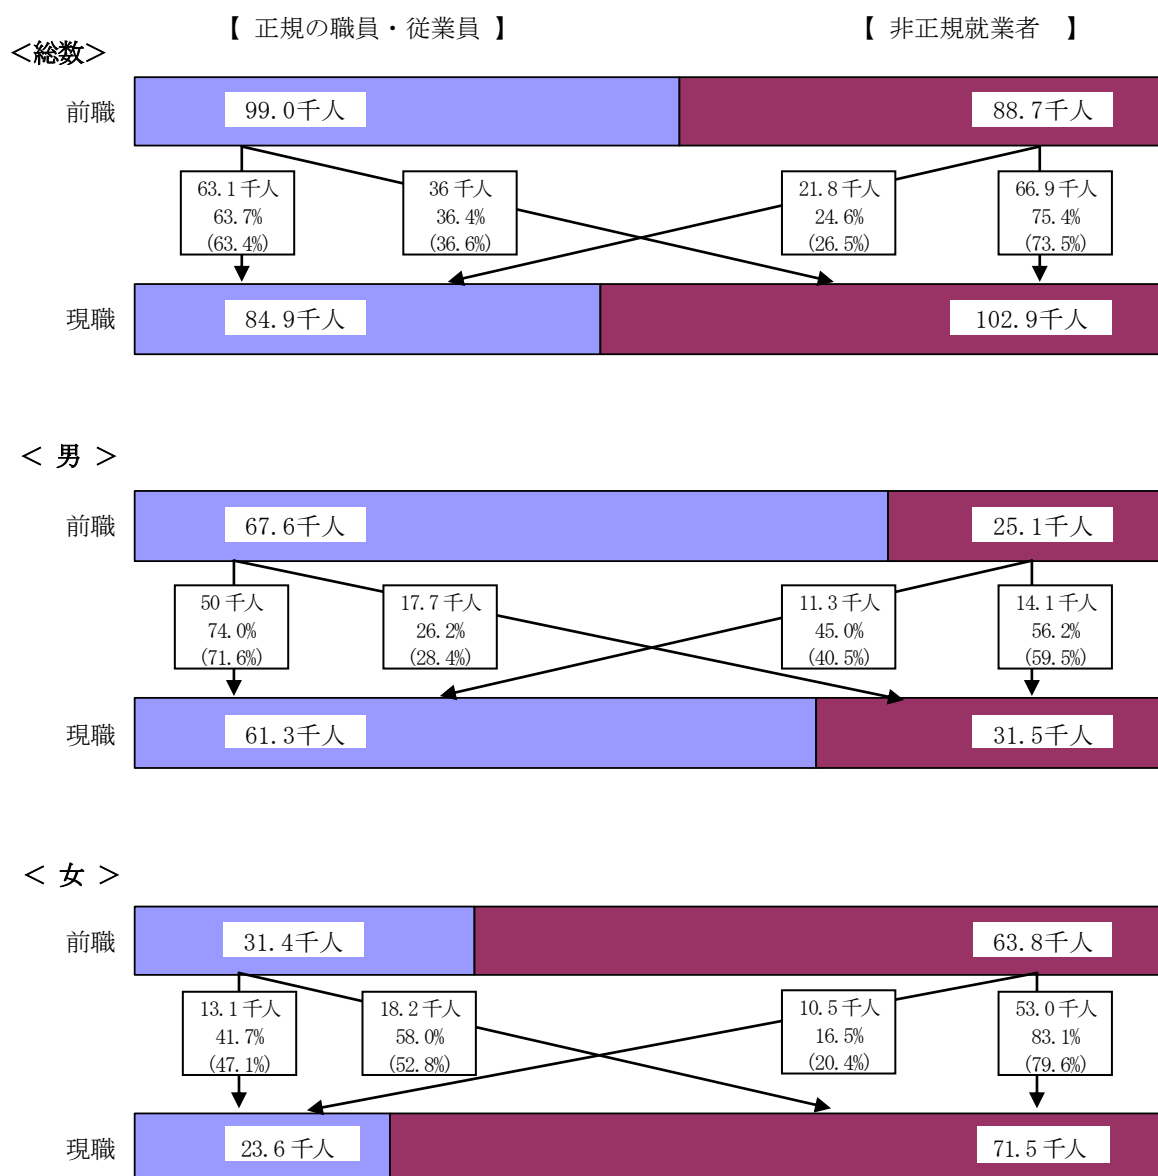 【 正規の職員・従業員 】
【 非正規就業者 】
＜総数＞
前職
99.0千人
88.7千人
63.1千人
63.7%
(63.4%)
36千人
36.4%
(36.6%)
21.8千人
24.6%
(26.5%)
66.9千人
75.4%
(73.5%)
現職
84.9千人
102.9千人
＜ 男 ＞
前職
67.6千人
25.1千人
50千人
74.0%
(71.6%)
17.7千人
26.2%
(28.4%)
11.3千人
45.0%
(40.5%)
14.1千人
56.2%
(59.5%)
現職
61.3千人
31.5千人
＜ 女 ＞
前職
31.4千人
63.8千人
13.1千人
41.7%
(47.1%)
18.2千人
58.0%
(52.8%)
10.5千人
16.5%
(20.4%)
53.0千人
83.1%
(79.6%)
現職
23.6千人
71.5千人